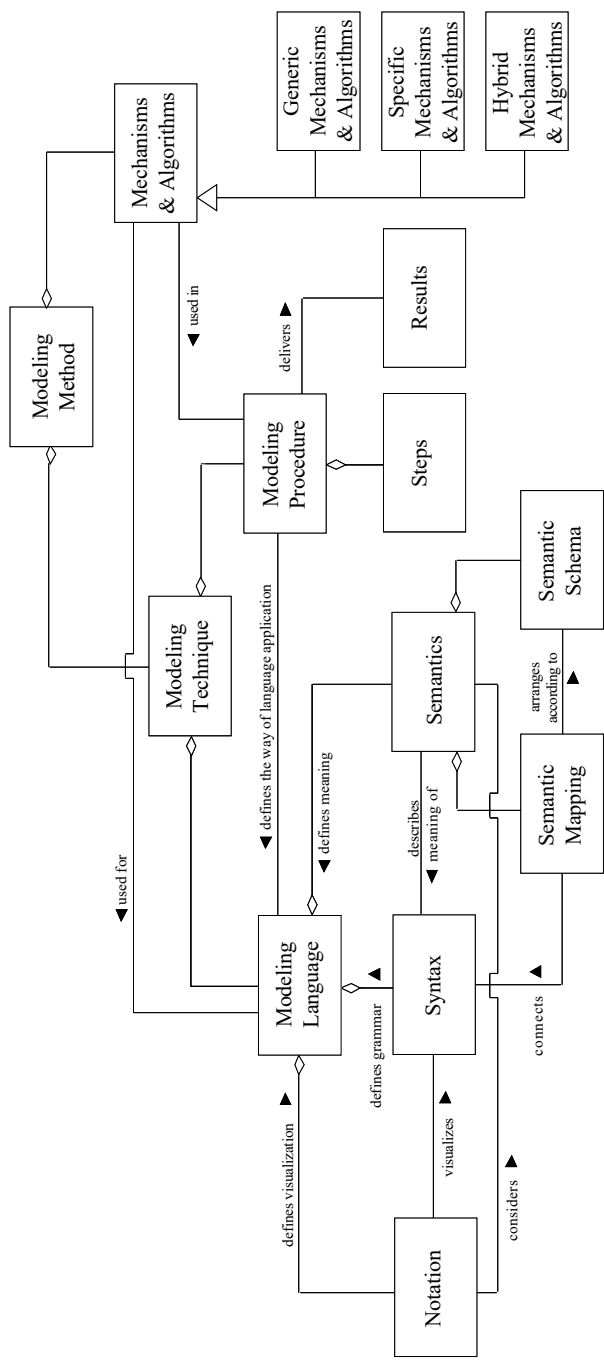 Modeling
Method
Mechanisms
& Algorithms
used for
Modeling
Technique
used in
Generic
Mechanisms
& Algorithms
defines visualization
Modeling
Language
defines the way of language application
Modeling
Procedure
delivers
Specific
Mechanisms
& Algorithms
defines meaning
defines grammar
Notation
visualizes
Syntax
describes
meaning of
Semantics
Steps
Results
Hybrid
Mechanisms
& Algorithms
considers
connects
Semantic
Mapping
arranges
according to
Semantic
Schema